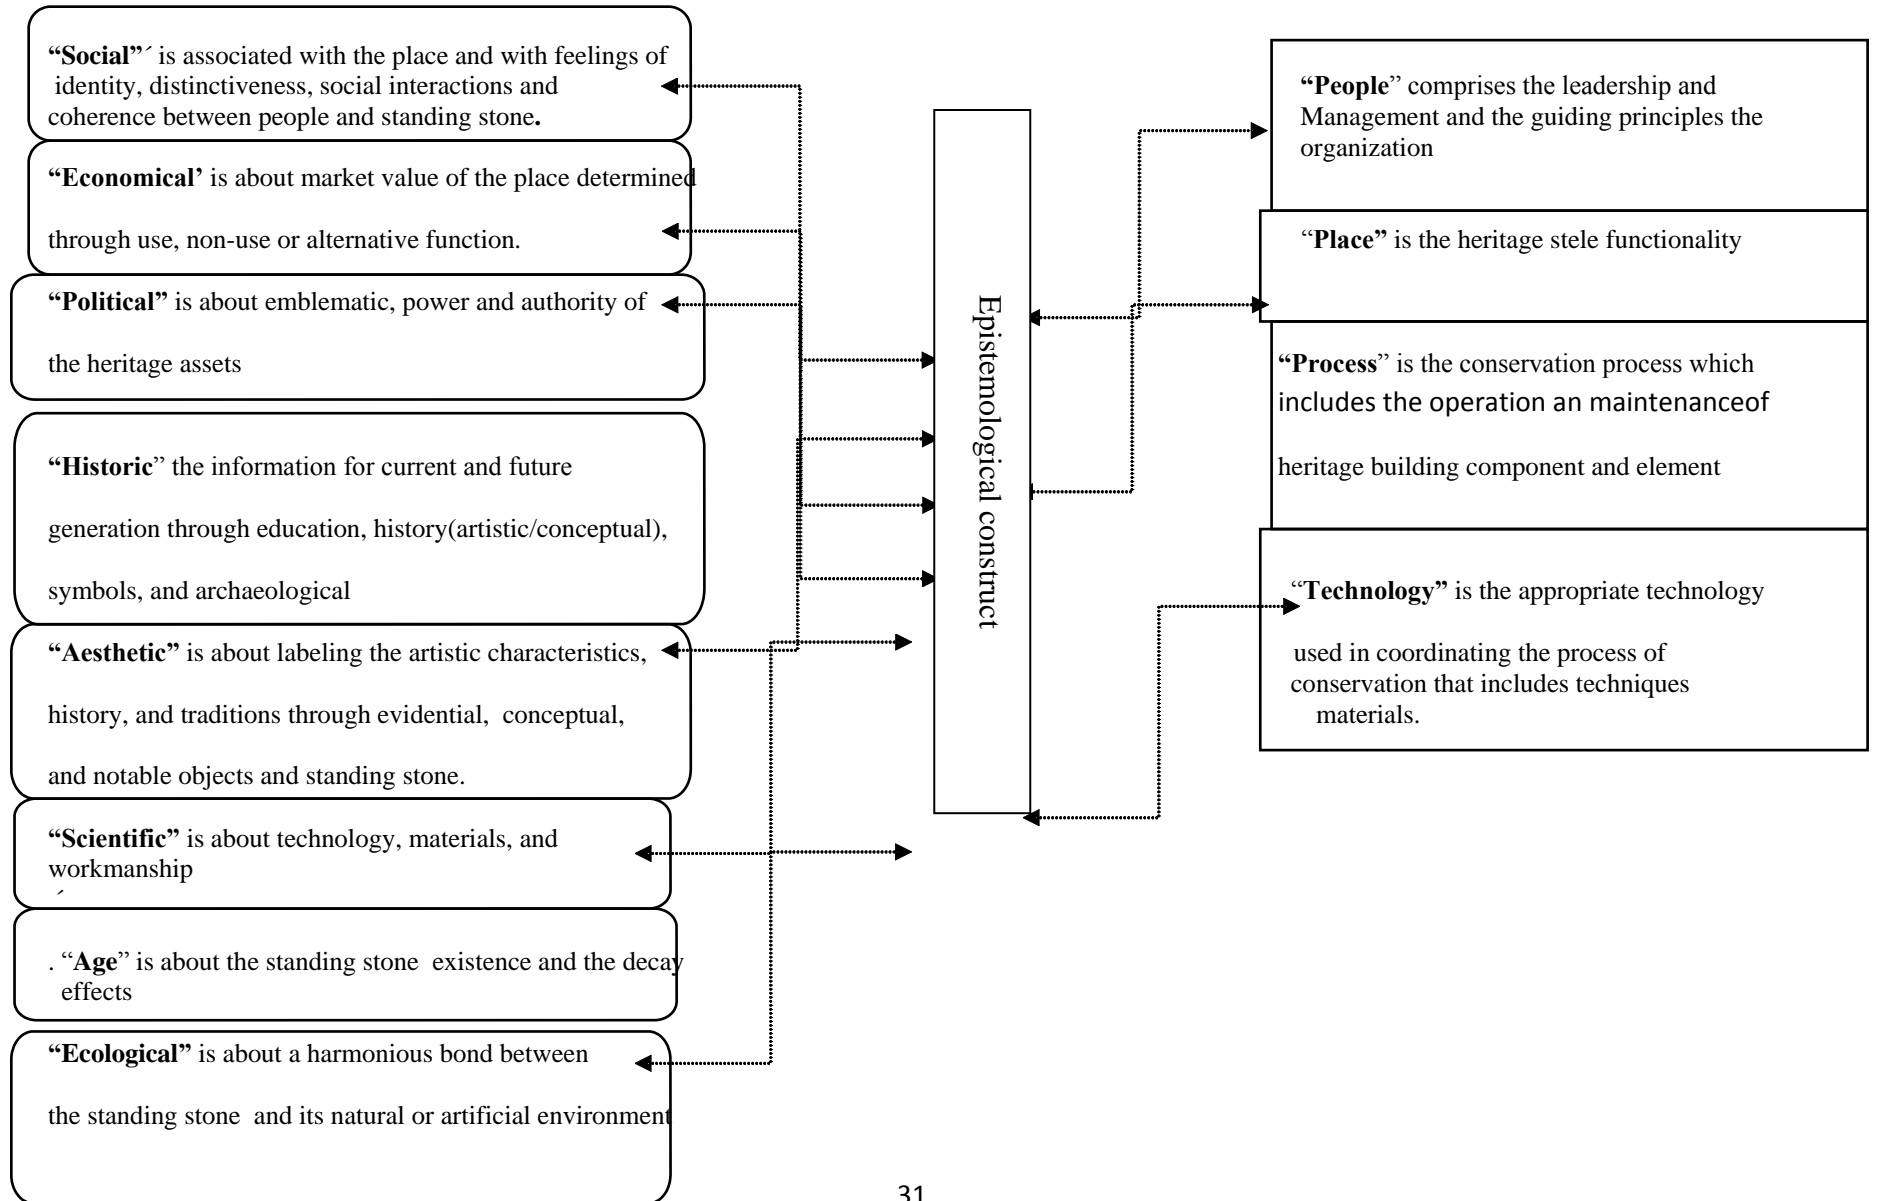 “Social”´ is associated with the place and with feelings of
identity, distinctiveness, social interactions and
coherence between people and standing stone.
“Economical’ is about market value of the place determined
through use, non-use or alternative function.
“Political” is about emblematic, power and authority of
the heritage assets
“Historic” the information for current and future
generation through education, history(artistic/conceptual),
symbols, and archaeological
“Aesthetic” is about labeling the artistic characteristics,
history, and traditions through evidential, conceptual,
and notable objects and standing stone.
“Scientific” is about technology, materials, and
workmanship
´
. “Age” is about the standing stone existence and the decay
effects
“Ecological” is about a harmonious bond between
the standing stone and its natural or artificial environment
Epistemological construct
“People” comprises the leadership and
Management and the guiding principles the
organization
“Place” is the heritage stele functionality
“Process” is the conservation process which
includes the operation an maintenanceof
heritage building component and element
“Technology” is the appropriate technology
used in coordinating the process of
conservation that includes techniques
materials.
31